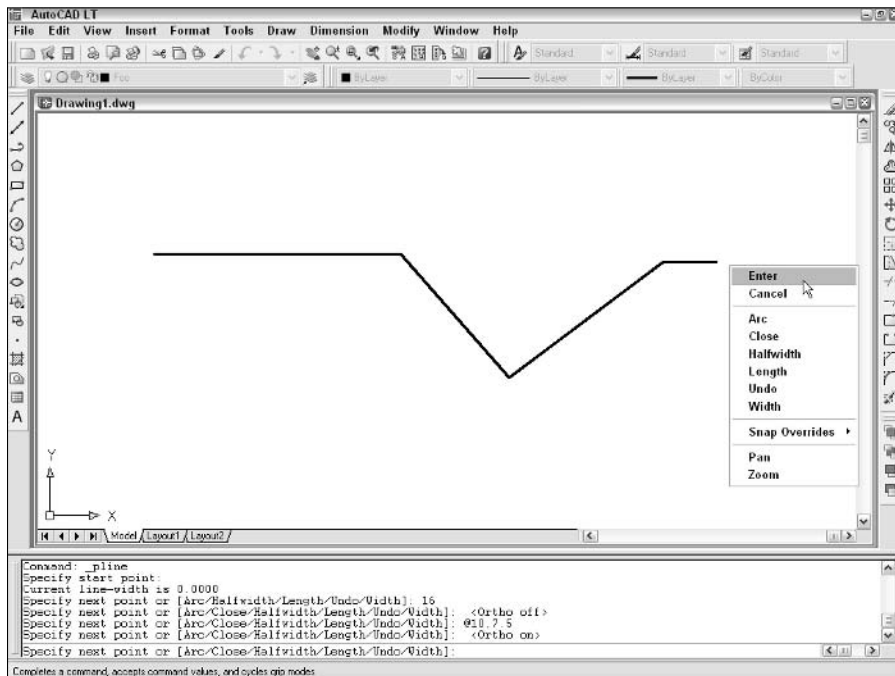 AutoCAD LT
File Edit View Insert Format Tools Draw Dimension Modify Window Help
Standard Standard Standard
Foo ByLayer ByLayer ByLayer ByColor
Drawing1.dwg
Enter
Cancel
Arc
Close
Halfwidth
Length
Undo
Width
Snap Overrides
Pan
Zoom
Y
X
A
Model Layout1 Layout2
Command: _pline
Specify start point:
Current line-width is 0.0000
Specify next point or [Arc/Halfwidth/Length/Undo/Width]: 16
Specify next point or [Arc/Close/Halfwidth/Length/Undo/Width]: <Ortho off>
Specify next point or [Arc/Close/Halfwidth/Length/Undo/Width]: @10,7.5
Specify next point or [Arc/Close/Halfwidth/Length/Undo/Width]: <Ortho on>
Specify next point or [Arc/Close/Halfwidth/Length/Undo/Width]:
Completes a command, accepts command values, and cycles grip modes